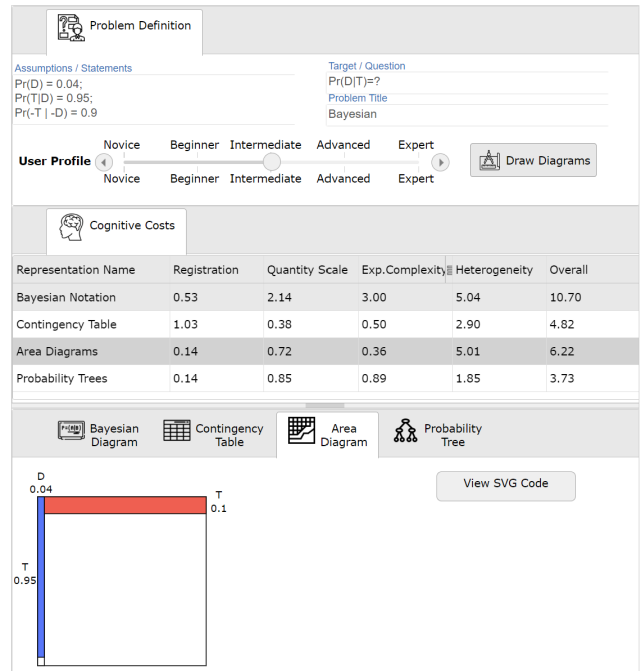 Problem Definition
Assumptions / Statements
Pr(D) = 0.04;
Pr(T|D) = 0.95;
Pr(-T | -D) = 0.9
Target / Question
Pr(D|T)=?
Problem Title
Bayesian
Novice Beginner Intermediate Advanced Expert
User Profile
Novice Beginner Intermediate Advanced Expert
Draw Diagrams
Cognitive Costs
Representation Name Registration Quantity Scale Exp.Complexity Heterogeneity Overall
Bayesian Notation 0.53 2.14 3.00 5.04 10.70
Contingency Table 1.03 0.38 0.50 2.90 4.82
Area Diagrams 0.14 0.72 0.36 5.01 6.22
Probability Trees 0.14 0.85 0.89 1.85 3.73
Bayesian Diagram
Contingency Table
Area Diagram
Probability Tree
View SVG Code
D
0.04
T
0.1
T
0.95